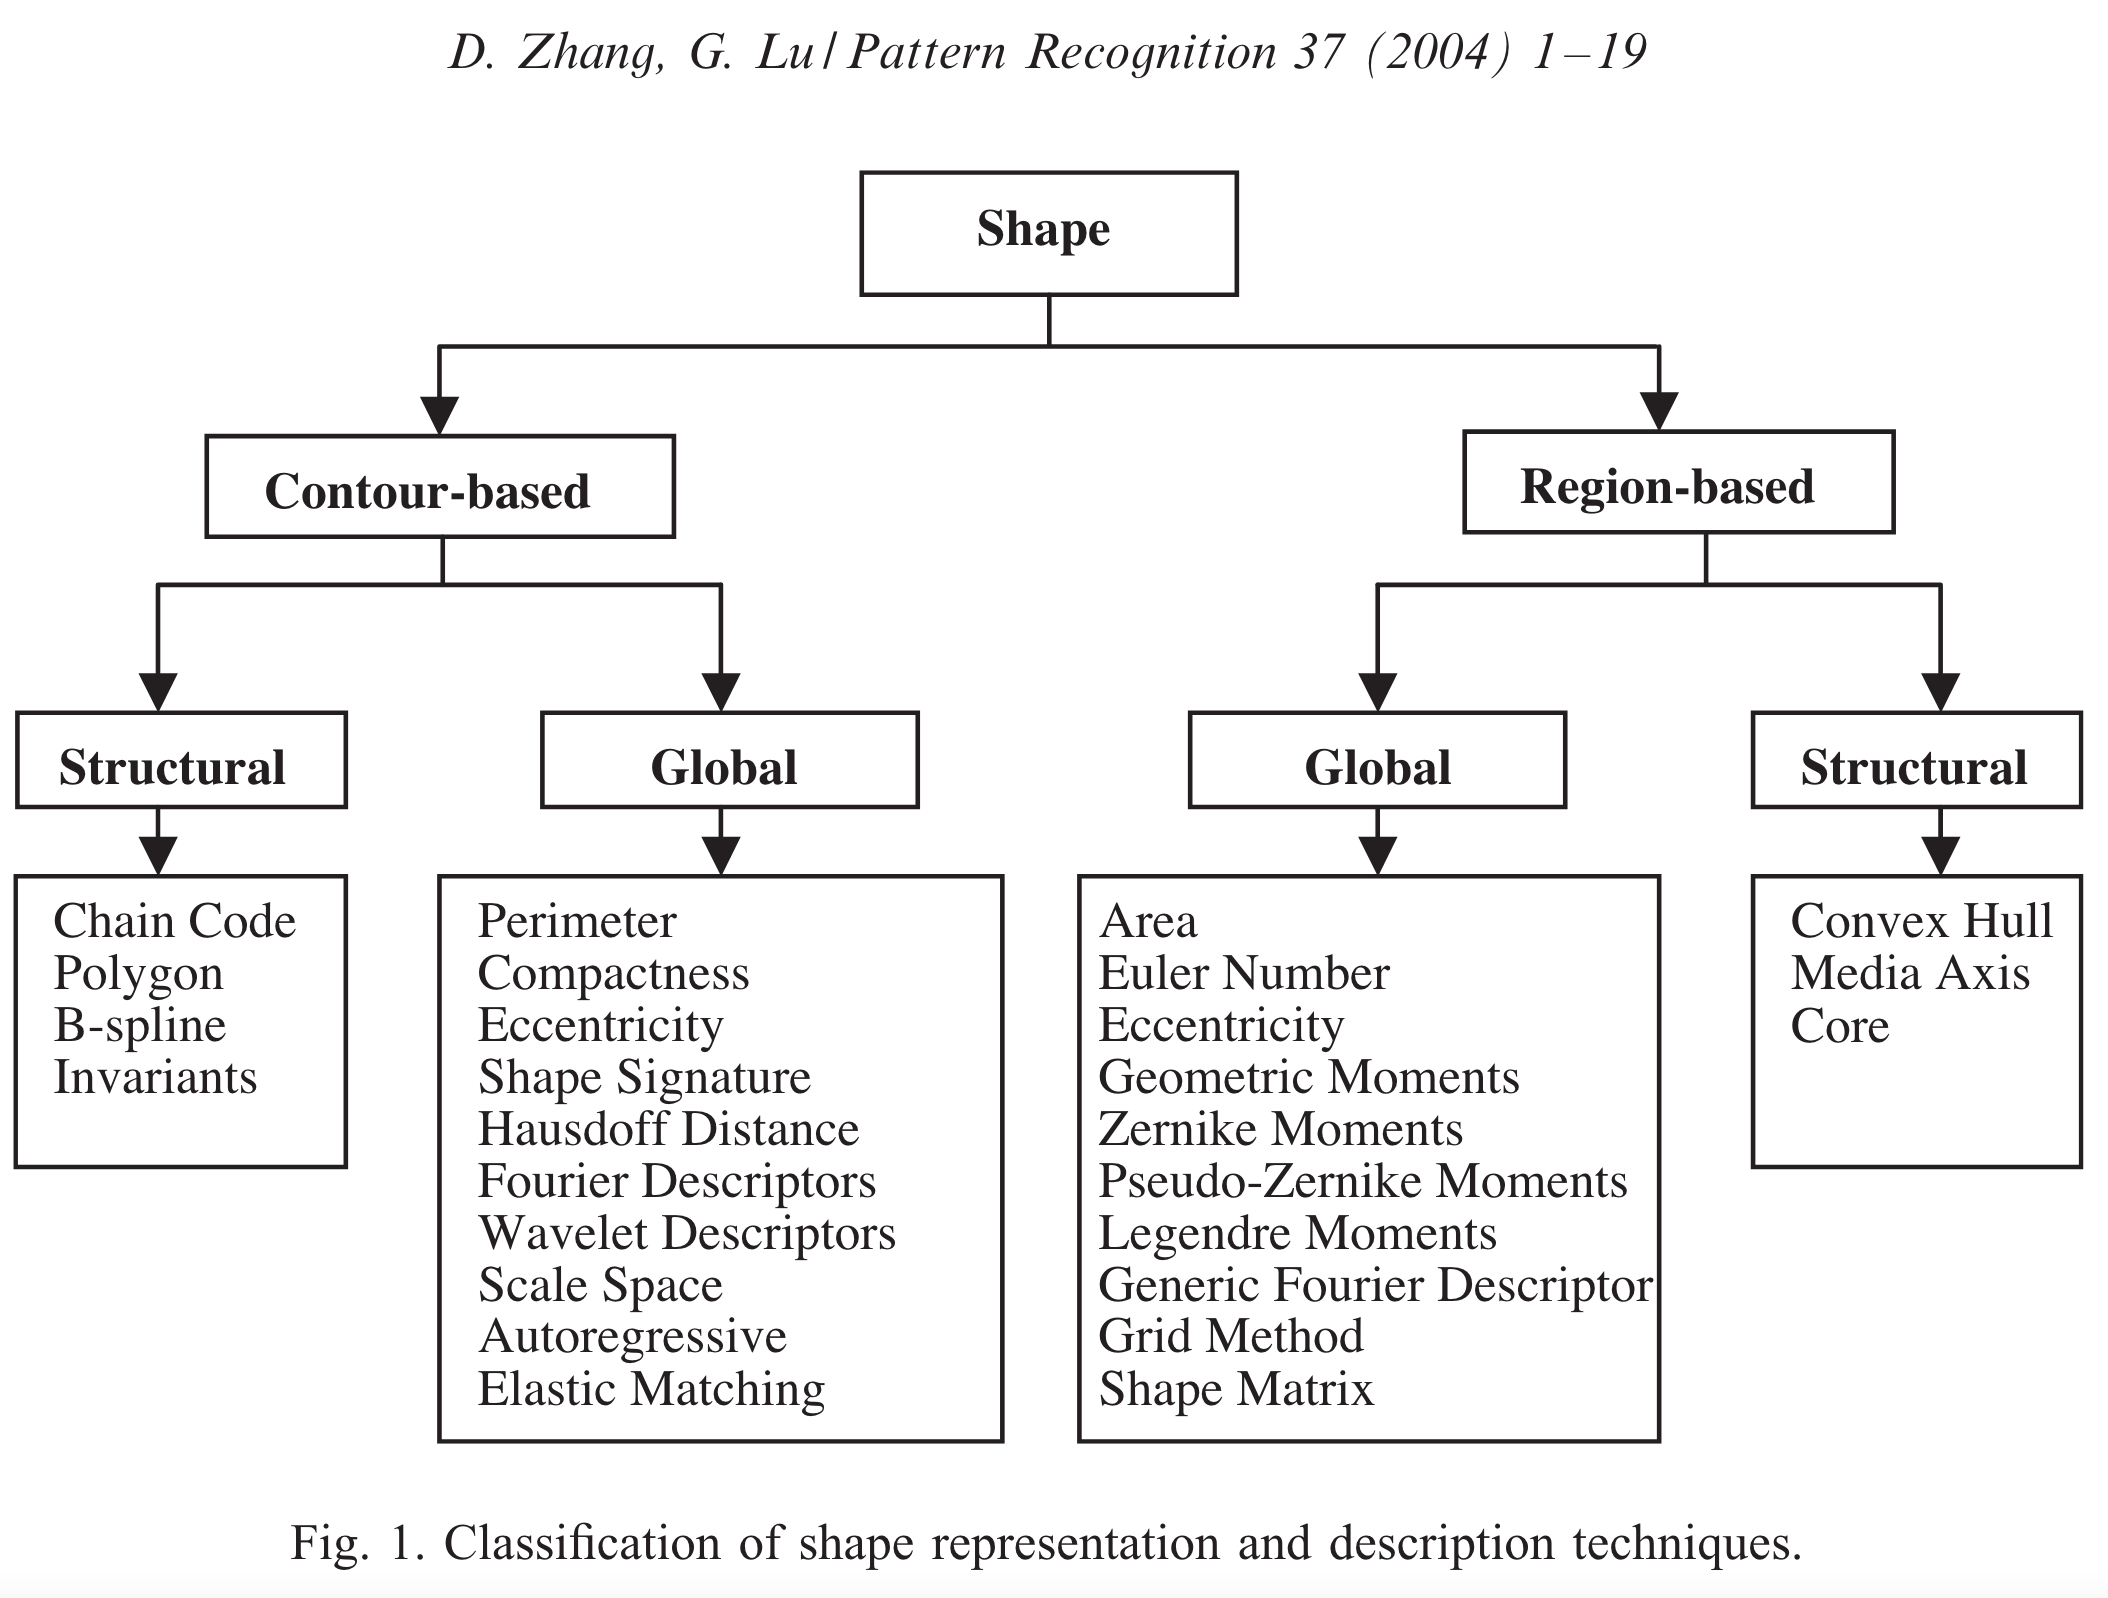 D. Zhang, G. Lu / Pattern Recognition 37 (2004) 1–19
Shape
Contour-based
Region-based
Structural
Global
Global
Structural
Chain Code
Polygon
B-spline
Invariants
Perimeter
Compactness
Eccentricity
Shape Signature
Hausdoff Distance
Fourier Descriptors
Wavelet Descriptors
Scale Space
Autoregressive
Elastic Matching
Area
Euler Number
Eccentricity
Geometric Moments
Zernike Moments
Pseudo-Zernike Moments
Legendre Moments
Generic Fourier Descriptor
Grid Method
Shape Matrix
Convex Hull
Media Axis
Core
Fig. 1. Classification of shape representation and description techniques.